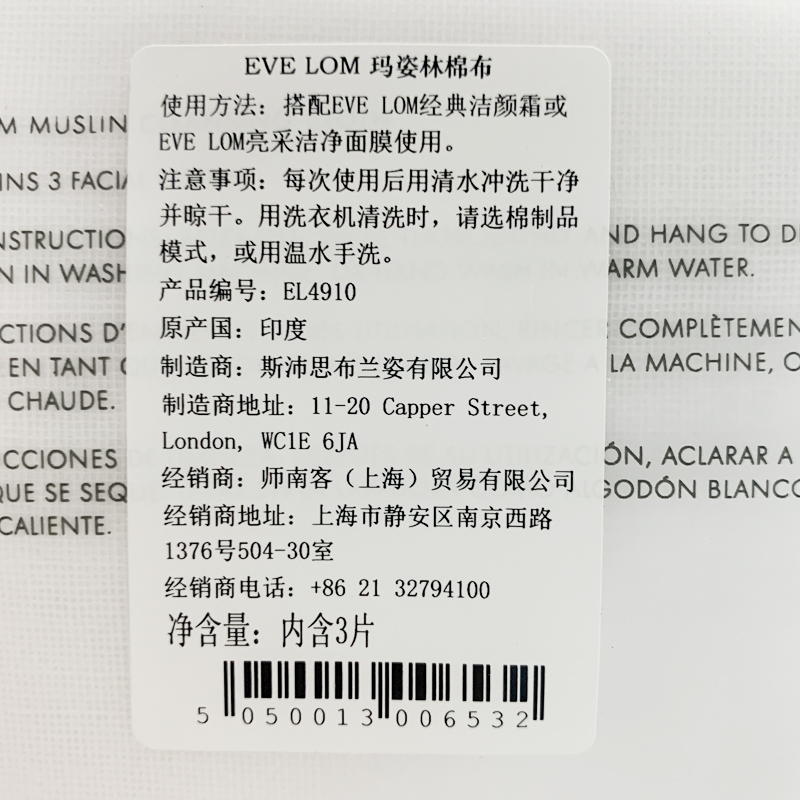 EVE LOM 玛姿林棉布
使用方法：搭配EVE LOM经典洁颜霜或
EVE LOM亮采洁净面膜使用。
注意事项：每次使用后用清水冲洗干净
并晾干。用洗衣机清洗时，请选棉制品
模式，或用温水手洗。
产品编号：EL4910
原产国：印度
制造商：斯沛思布兰姿有限公司
制造商地址：11-20 Capper Street,
London, WC1E 6JA
经销商：师南客（上海）贸易有限公司
经销商地址：上海市静安区南京西路
1376号504-30室
经销商电话：+86 21 32794100
净含量：内含3片
5 050013 006532
M MUSLIN
INS 3 FACIA
NSTRUCTIO
N IN WASH
CTIONS D'
EN TANT
CHAUDE.
CCIONES
QUE SE SEQ
CALIENTE.
ND HANG TO D
ARM WATER.
COMPLÈTEMEN
LA MACHINE, O
ÓN, ACLARAR A
LGODÓN BLANCO